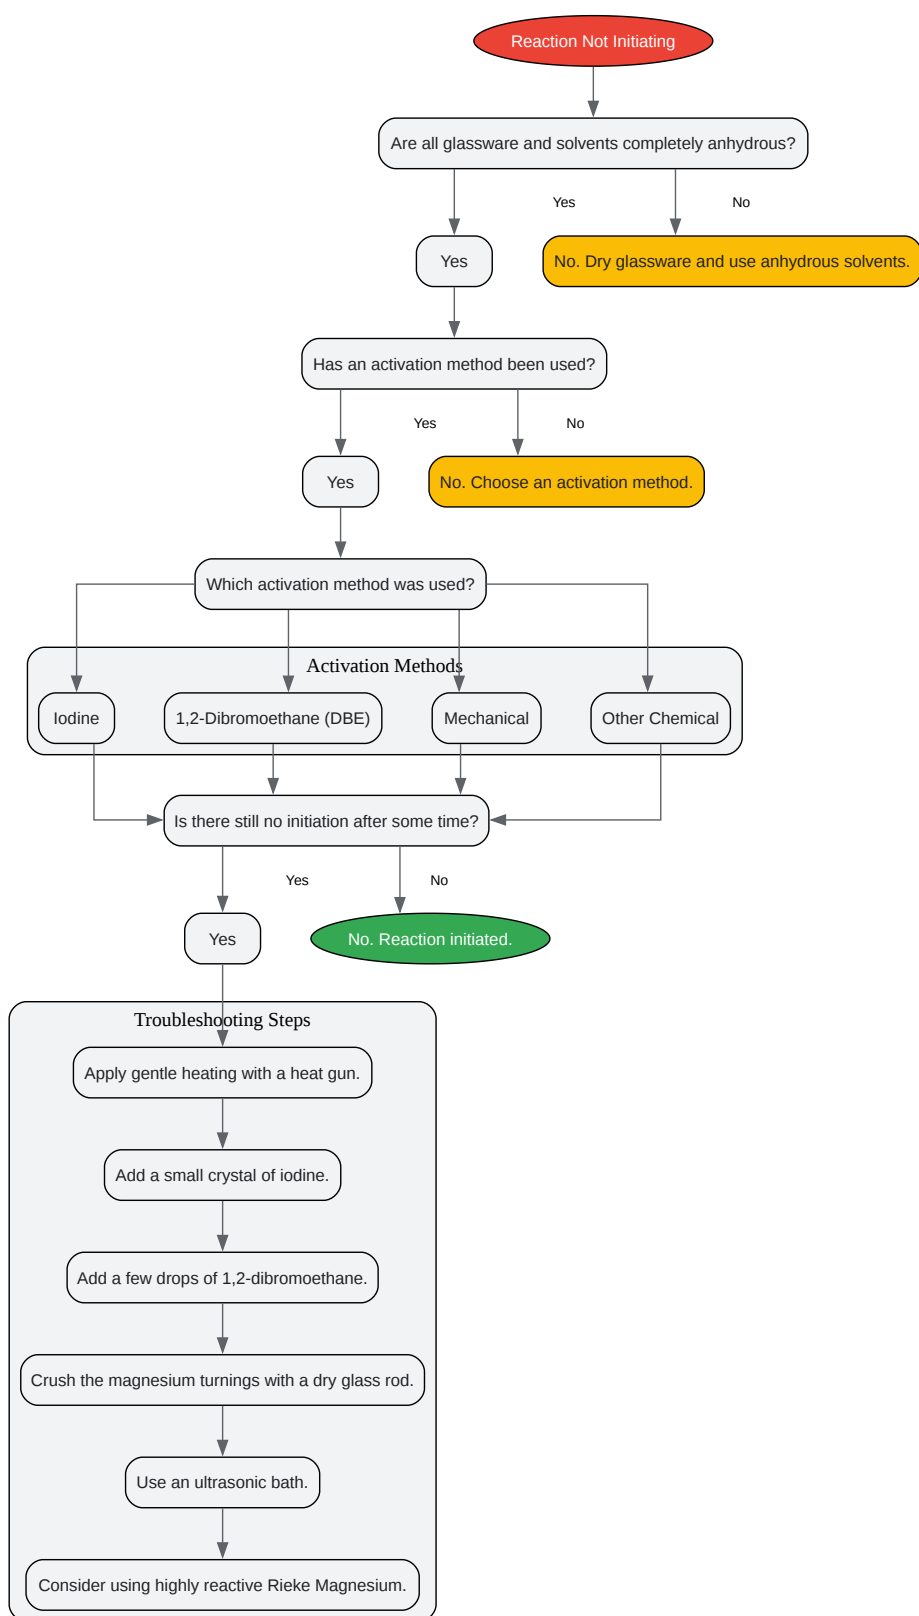 Reaction Not Initiating
Are all glassware and solvents completely anhydrous?
Yes
No
Yes
No. Dry glassware and use anhydrous solvents.
Has an activation method been used?
Yes
No
Yes
No. Choose an activation method.
Which activation method was used?
Activation Methods
Iodine
1,2-Dibromoethane (DBE)
Mechanical
Other Chemical
Is there still no initiation after some time?
Yes
No
Yes
No. Reaction initiated.
Troubleshooting Steps
Apply gentle heating with a heat gun.
Add a small crystal of iodine.
Add a few drops of 1,2-dibromoethane.
Crush the magnesium turnings with a dry glass rod.
Use an ultrasonic bath.
Consider using highly reactive Rieke Magnesium.